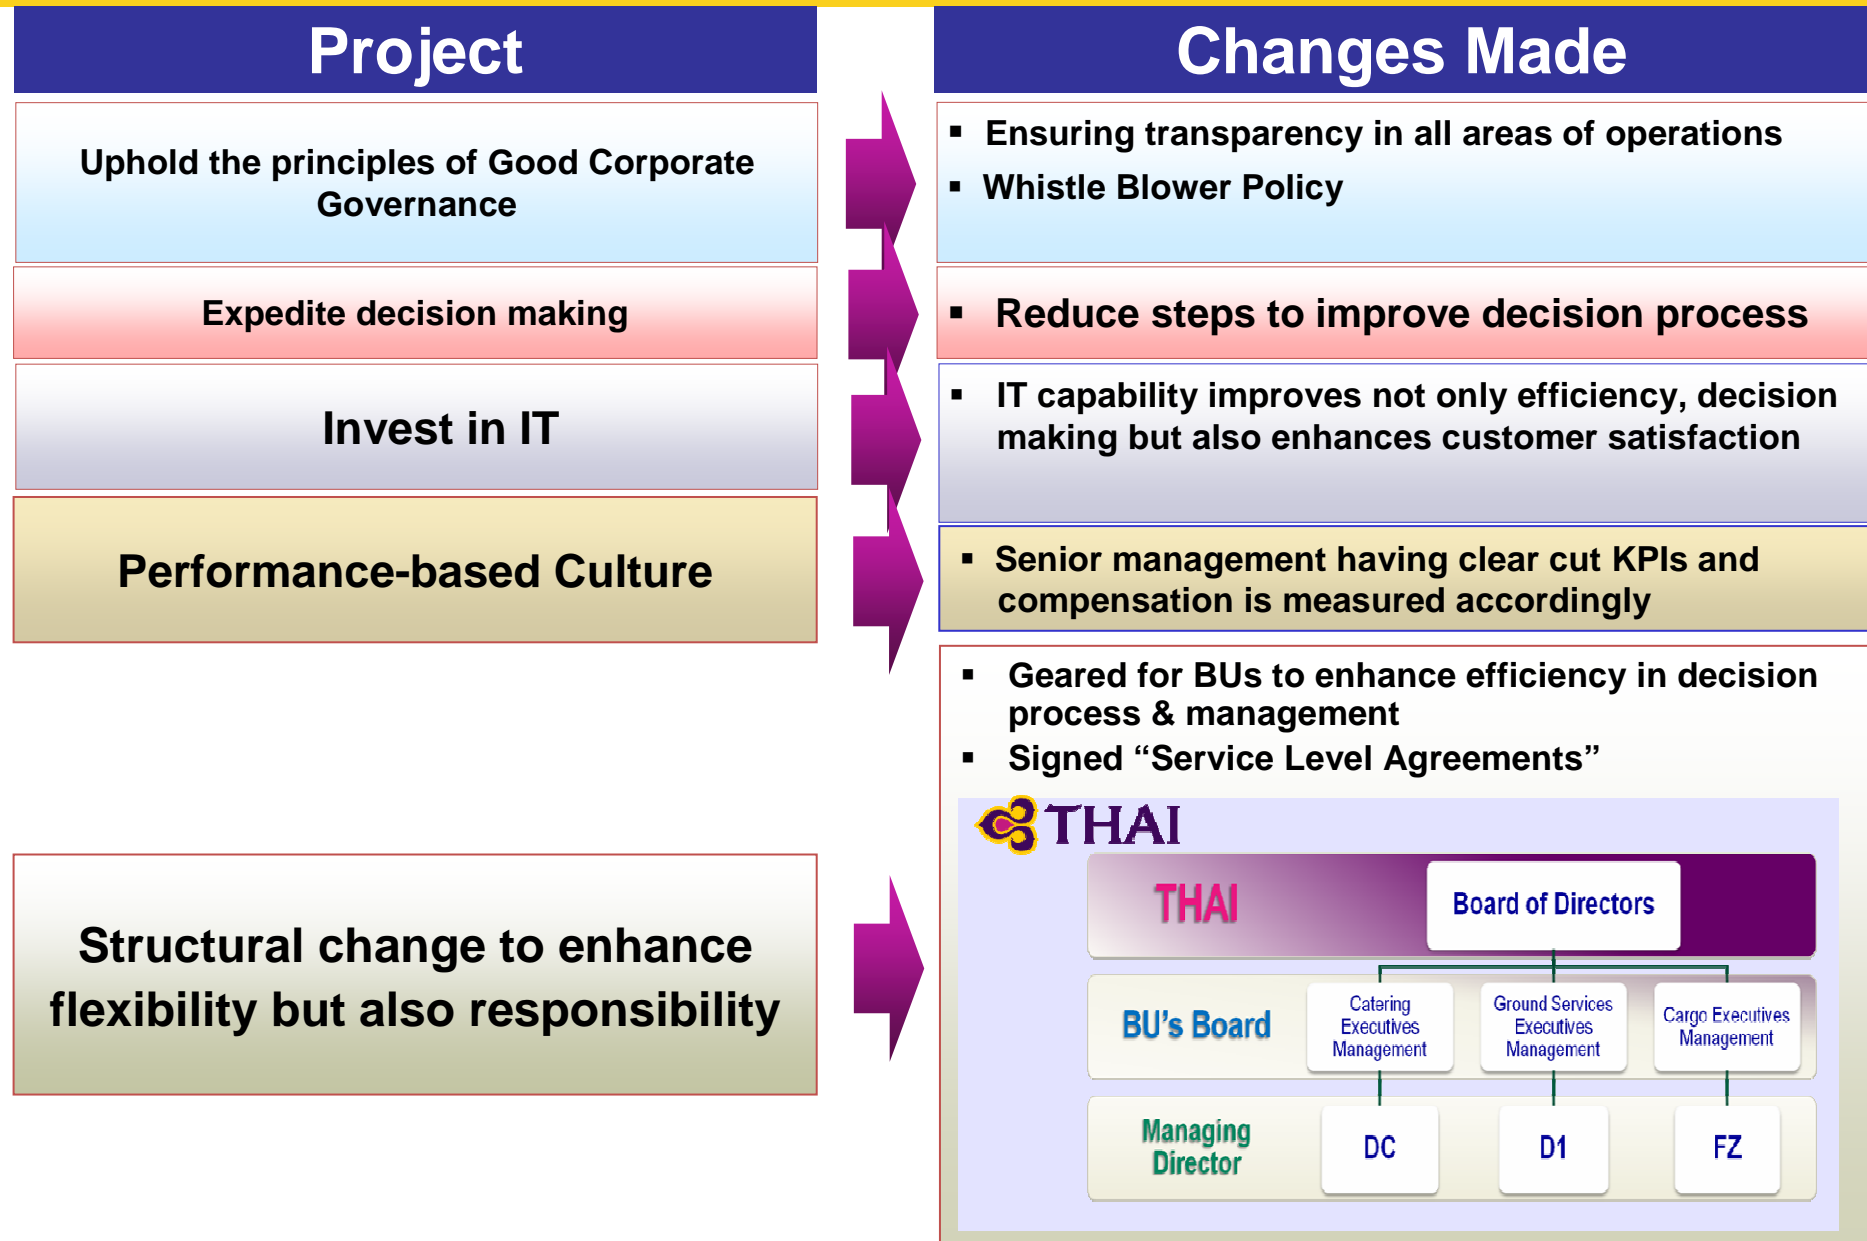 Project
Changes Made
Uphold the principles of Good Corporate
Governance
▪ Ensuring transparency in all areas of operations
▪ Whistle Blower Policy
Expedite decision making
▪ Reduce steps to improve decision process
Invest in IT
▪ IT capability improves not only efficiency, decision
making but also enhances customer satisfaction
Performance-based Culture
▪ Senior management having clear cut KPIs and
compensation is measured accordingly
Structural change to enhance
flexibility but also responsibility
▪ Geared for BUs to enhance efficiency in decision
process & management
▪ Signed “Service Level Agreements”
THAI
THAI
Board of Directors
BU's Board
Catering
Executives
Management
Ground Services
Executives
Management
Cargo Executives
Management
Managing
Director
DC
D1
FZ